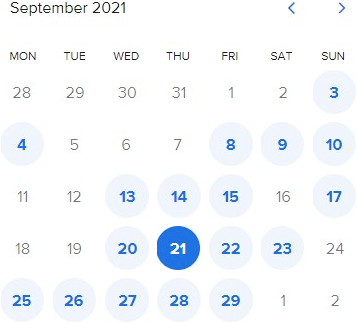 September 2021
MON TUE WED THU FRI SAT SUN
28 29 30 31 1 2 3
4 5 6 7 8 9 10
11 12 13 14 15 16 17
18 19 20 21 22 23 24
25 26 27 28 29 1 2